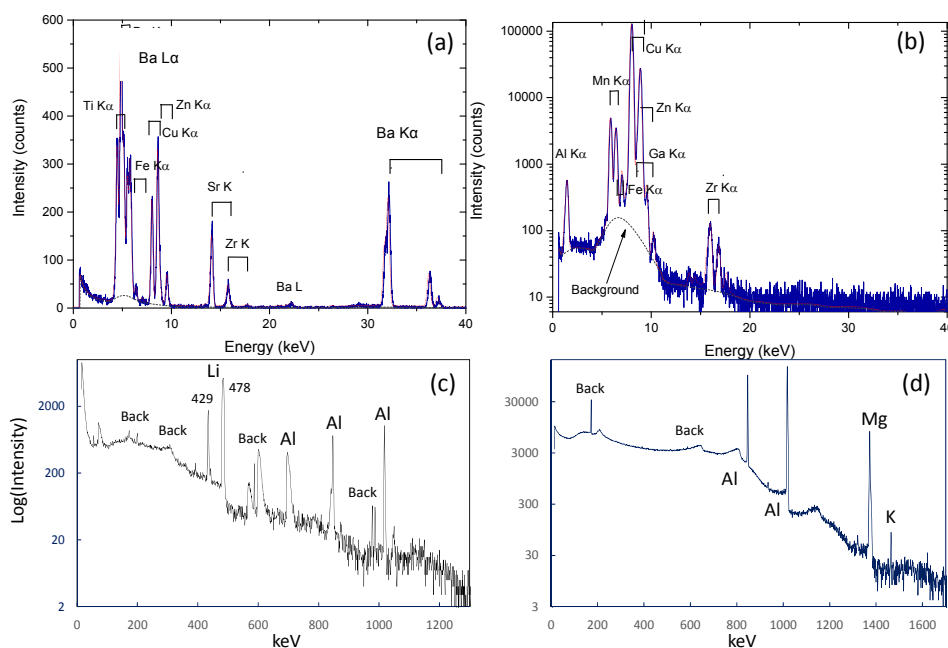 600
500
400
300
200
100
0
Intensity (counts)
(a)
Ba Lα
Zn Kα
Ti Kα
Cu Kα
Fe Kα
Ba Kα
Sr K
Zr K
Ba L
0 10 20 30 40
Energy (keV)
100000
10000
1000
100
10
Intensity (counts)
(b)
Cu Kα
Mn Kα
Zn Kα
Al Kα
Ga Kα
Fe Kα
Zr Kα
Background
0 10 20 30 40
Energy (keV)
2000
200
20
2
Log(Intensity)
(c)
Li
429
478
Back
Back
Back
Al
Al
Al
Back
0 200 400 600 800 1000 1200
keV
30000
3000
300
30
3
(d)
Back
Back
Al
Al
Mg
K
0 200 400 600 800 1000 1200 1400 1600
keV